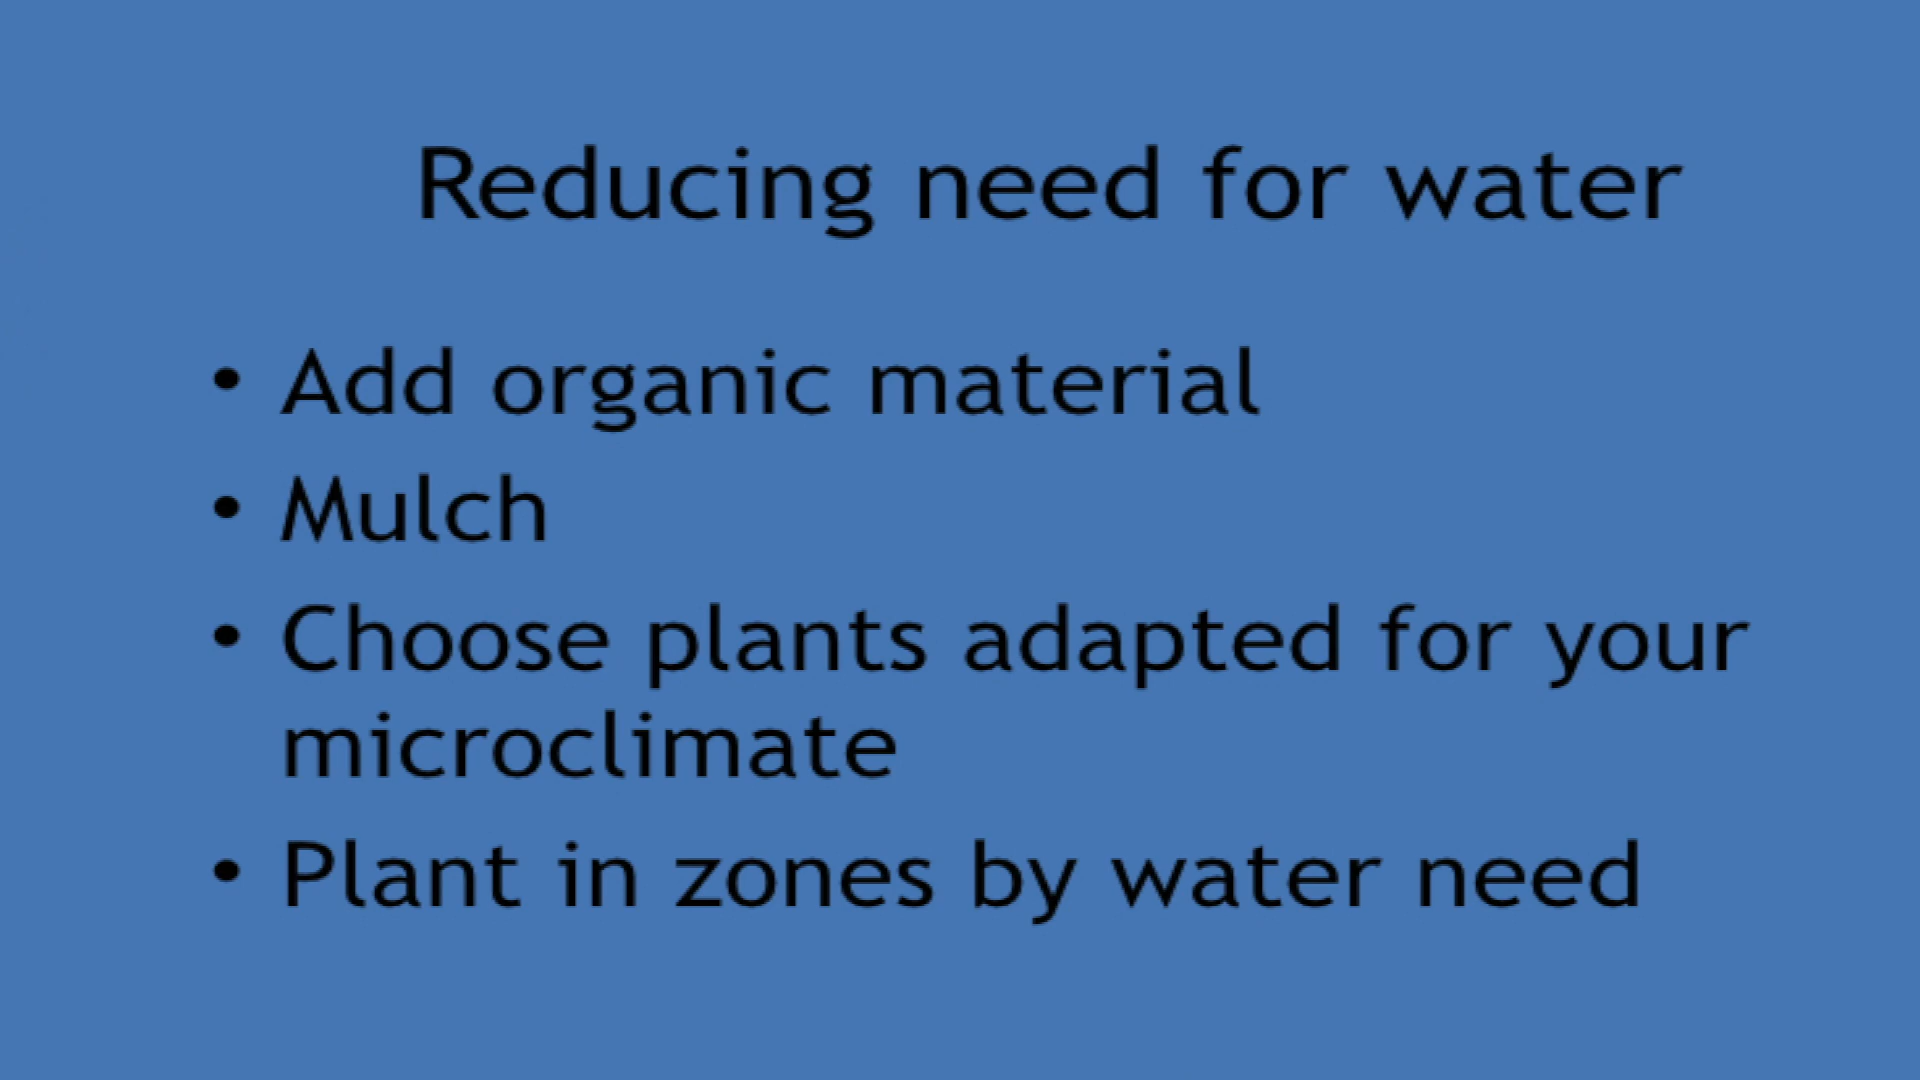 Reducing need for water
• Add organic material
• Mulch
• Choose plants adapted for your
microclimate
• Plant in zones by water need